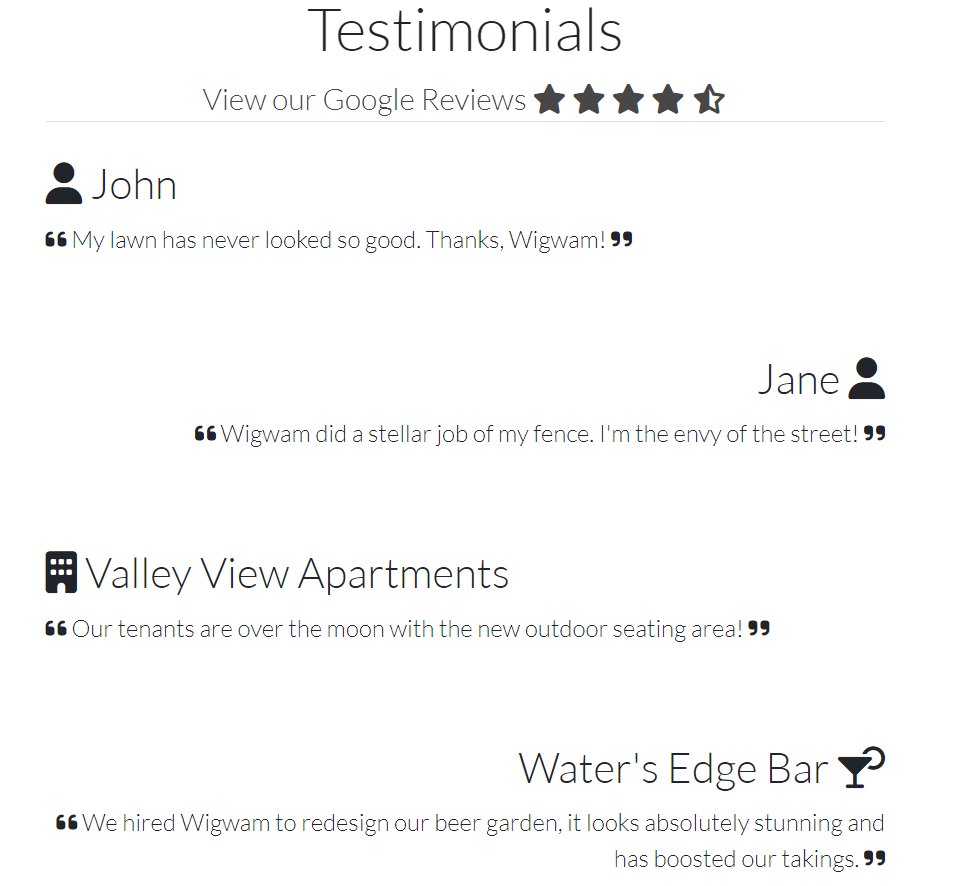 Testimonials
View our Google Reviews
John
❝ My lawn has never looked so good. Thanks, Wigwam! ❞
Jane
❝ Wigwam did a stellar job of my fence. I'm the envy of the street! ❞
Valley View Apartments
❝ Our tenants are over the moon with the new outdoor seating area! ❞
Water's Edge Bar
❝ We hired Wigwam to redesign our beer garden, it looks absolutely stunning and
has boosted our takings. ❞